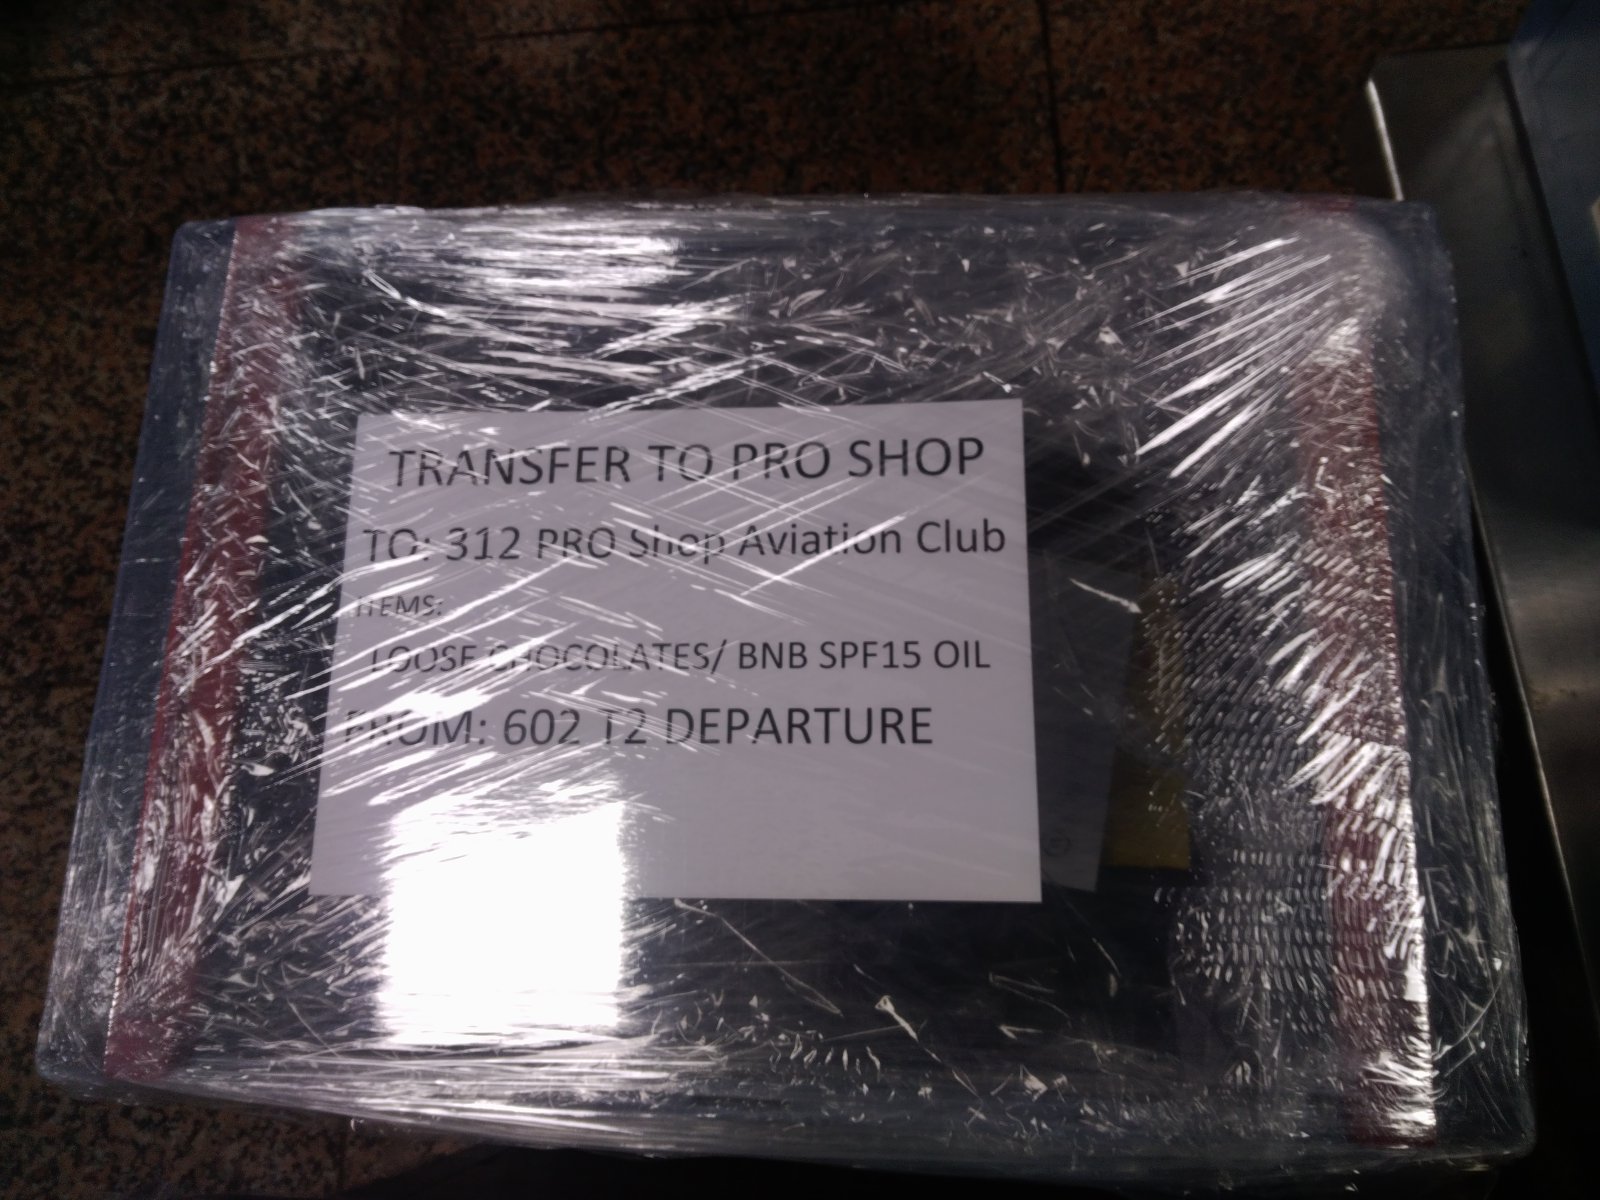 TRANSFER TO PRO SHOP
TO: 312 PRO Shop Aviation Club
ITEMS:
LOOSE CHOCOLATES/ BNB SPF15 OIL
FROM: 602 T2 DEPARTURE